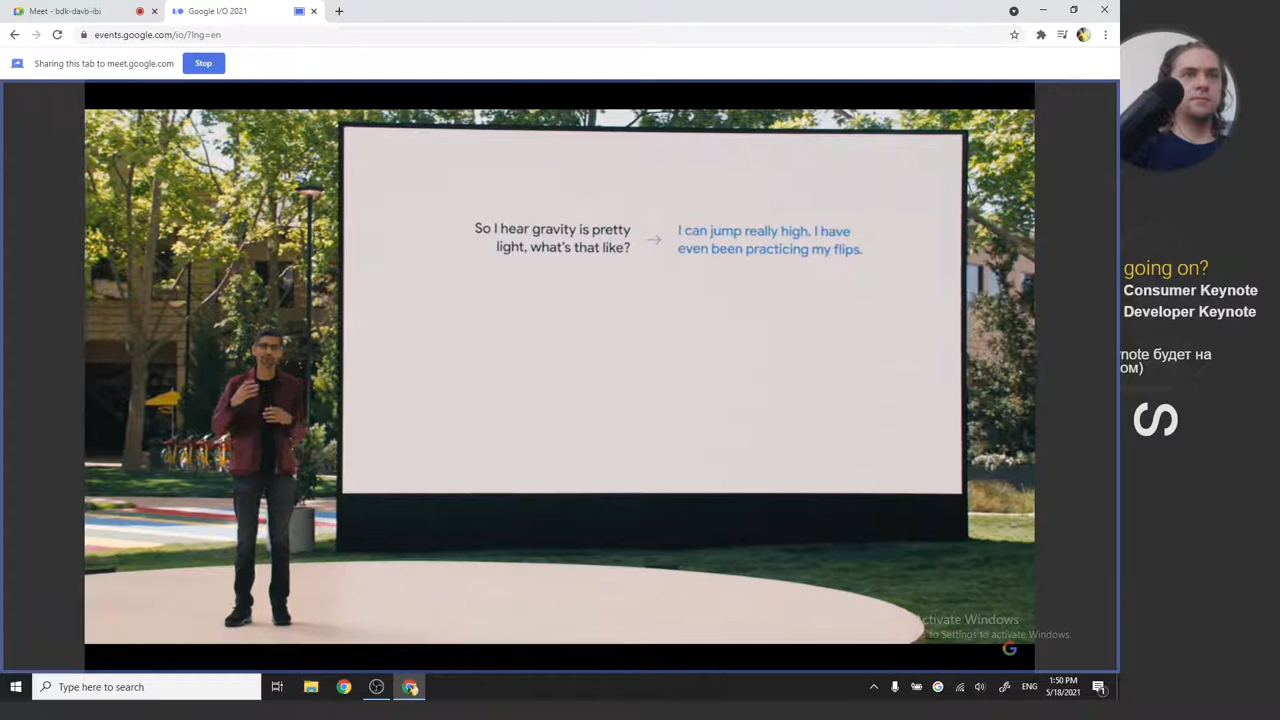 Meet - bdk-davb-ibi
Google I/O 2021
events.google.com/io/?lng=en
Sharing this tab to meet.google.com
Stop
So I hear gravity is pretty
light, what's that like?
I can jump really high. I have
even been practicing my flips.
going on?
Consumer Keynote
Developer Keynote
note будет на
ом)
S
Activate Windows
to Settings to activate Windows.
Type here to search
ENG
1:50 PM
5/18/2021
1